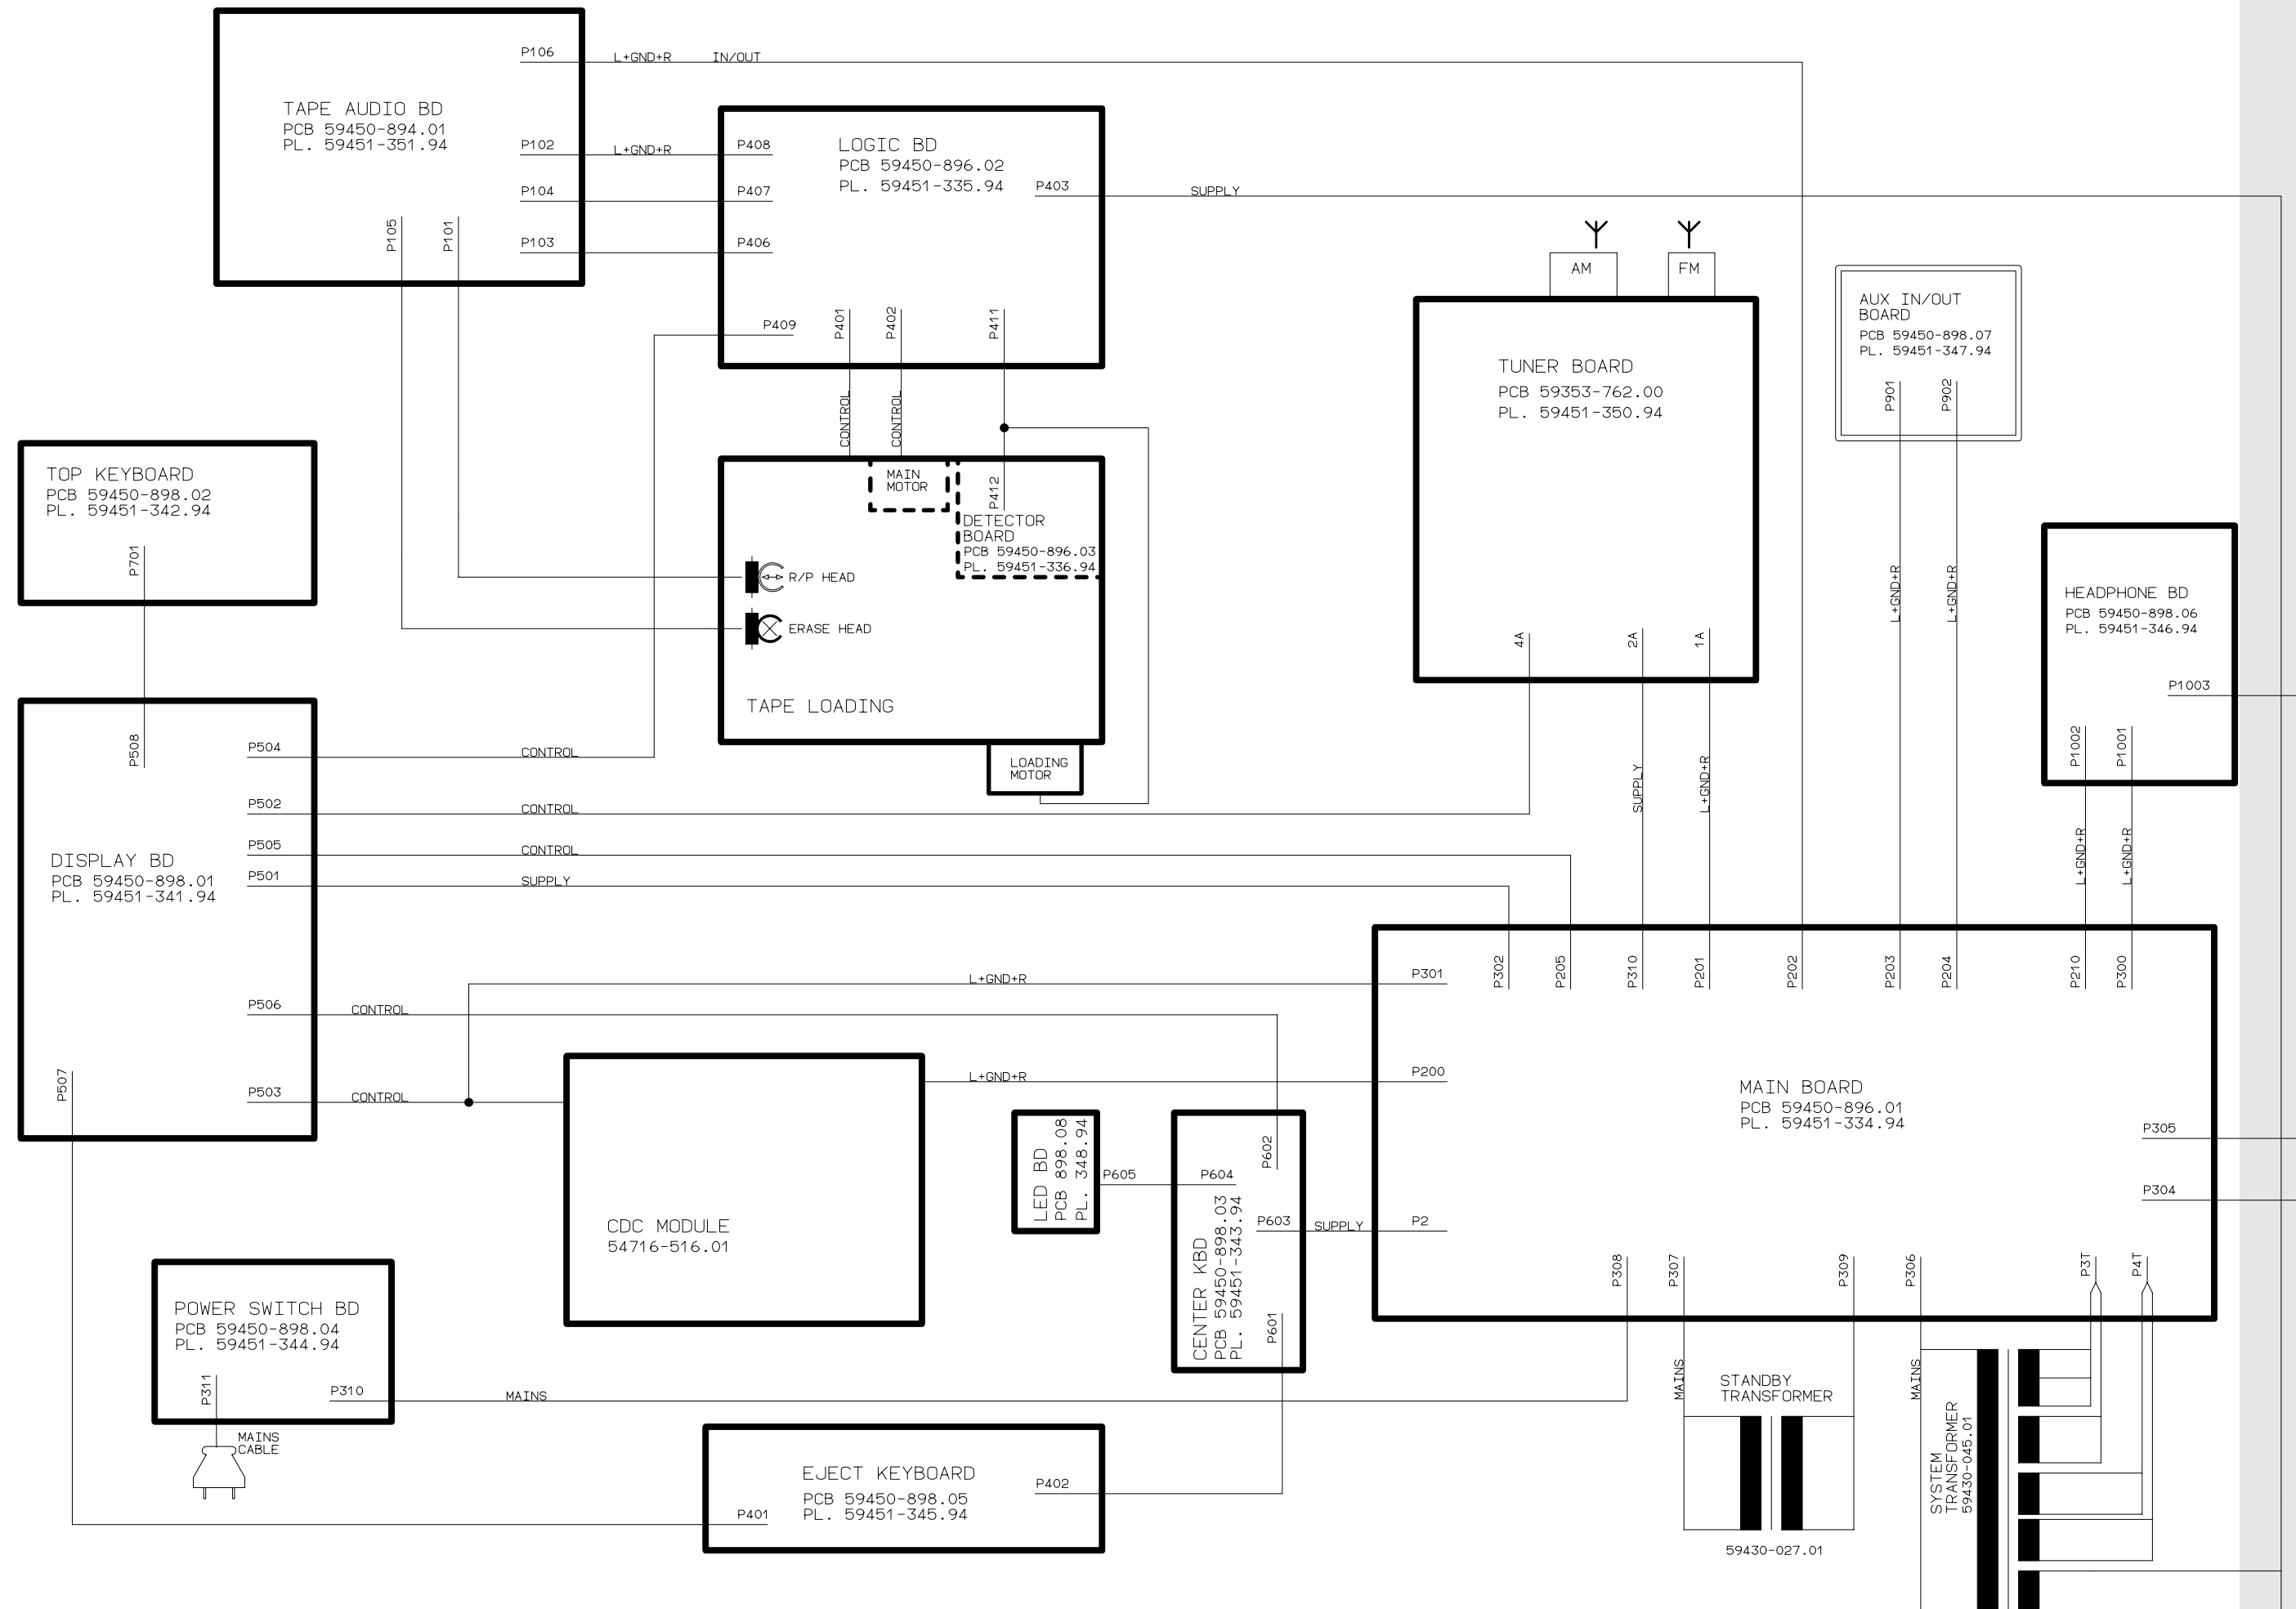 P106
L+GND+R
IN/OUT
TAPE AUDIO BD
PCB 59450-894.01
PL. 59451-351.94
P102
L+GND+R
P104
P103
P105
P101
P408
P407
P406
LOGIC BD
PCB 59450-896.02
PL. 59451-335.94
P403
SUPPLY
P409
P401
P402
P411
CONTROL
CONTROL
AM
FM
TUNER BOARD
PCB 59353-762.00
PL. 59451-350.94
4A
2A
1A
AUX IN/OUT
BOARD
PCB 59450-898.07
PL. 59451-347.94
P901
P902
L+GND+R
L+GND+R
TOP KEYBOARD
PCB 59450-898.02
PL. 59451-342.94
P701
MAIN
MOTOR
P412
DETECTOR
BOARD
PCB 59450-896.03
PL. 59451-336.94
R/P HEAD
ERASE HEAD
TAPE LOADING
LOADING
MOTOR
HEADPHONE BD
PCB 59450-898.06
PL. 59451-346.94
P1003
P1002
P1001
SUPPLY
L+GND+R
L+GND+R
L+GND+R
P508
P504
CONTROL
P502
CONTROL
P505
CONTROL
P501
SUPPLY
DISPLAY BD
PCB 59450-898.01
PL. 59451-341.94
P506
CONTROL
P507
P503
CONTROL
L+GND+R
P301
P302
P205
P310
P201
P202
P203
P204
P210
P300
L+GND+R
P200
MAIN BOARD
PCB 59450-896.01
PL. 59451-334.94
P305
P304
CDC MODULE
54716-516.01
LED BD
PCB 898.08
PL. 348.94
P605
P604
P602
P603
SUPPLY
P2
CENTER KBD
PCB 59450-898.03
PL. 59451-343.94
P601
P308
P307
P309
P306
P3T
P4T
POWER SWITCH BD
PCB 59450-898.04
PL. 59451-344.94
P311
P310
MAINS
MAINS
CABLE
EJECT KEYBOARD
PCB 59450-898.05
PL. 59451-345.94
P402
P401
MAINS
STANDBY
TRANSFORMER
59430-027.01
MAINS
SYSTEM
TRANSFORMER
59430-045.01